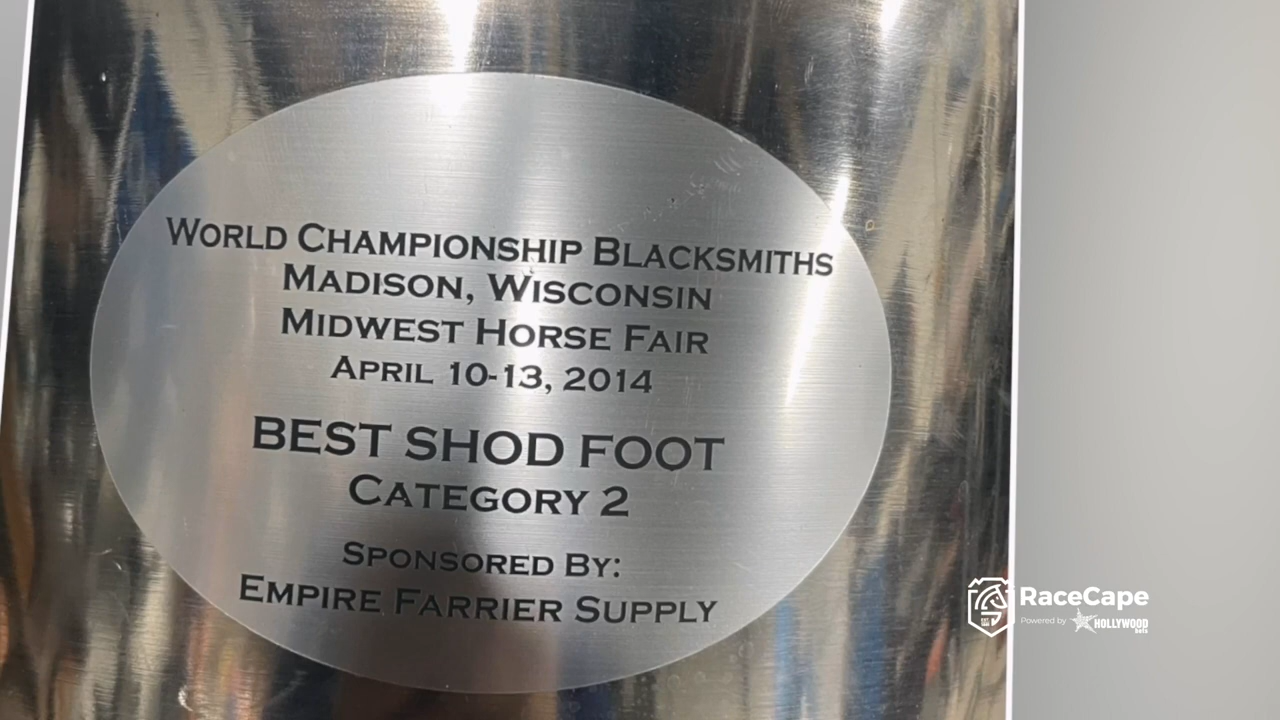 World Championship Blacksmiths
Madison, Wisconsin
Midwest Horse Fair
April 10-13, 2014
BEST SHOD FOOT
Category 2
Sponsored By:
Empire Farrier Supply
RaceCape
Powered by HOLLYWOOD
bets